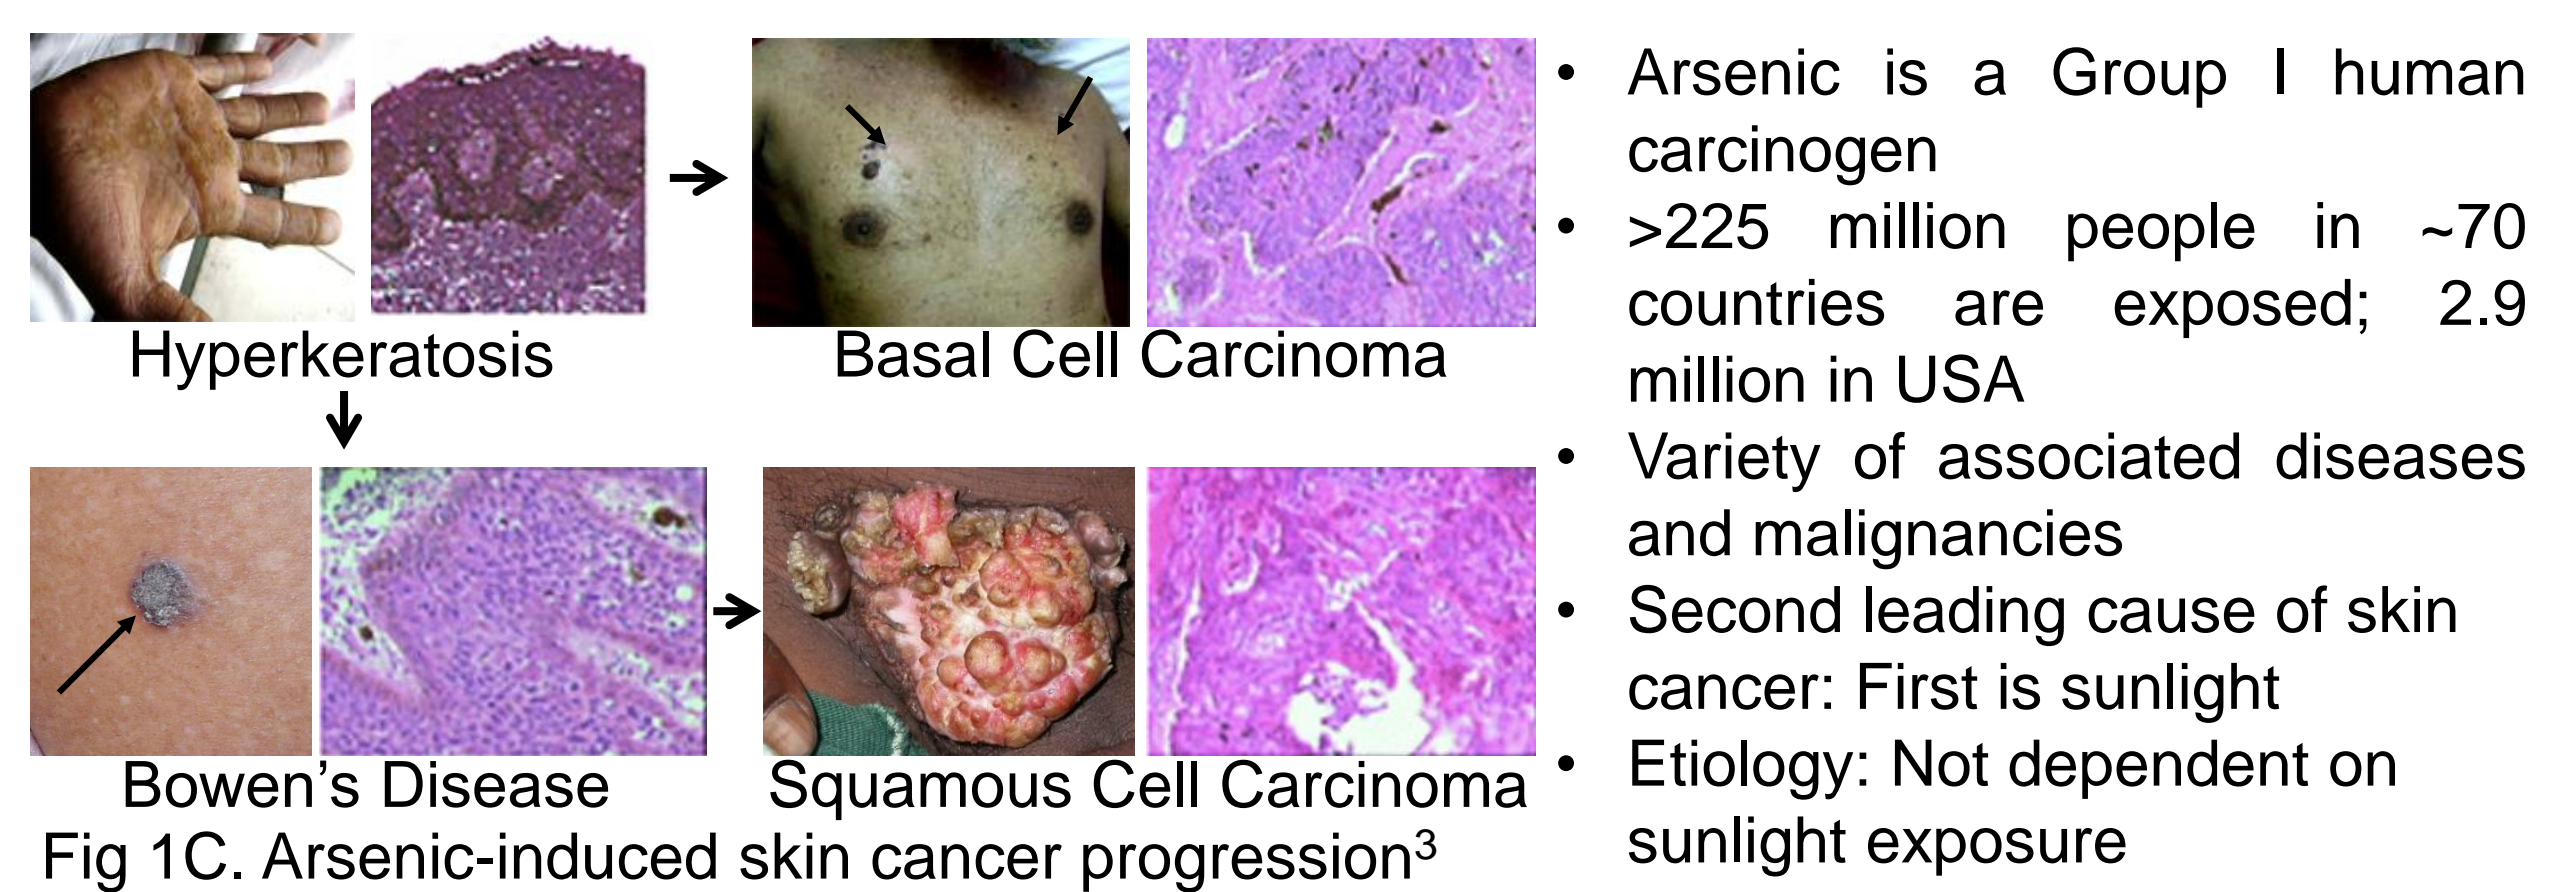 Hyperkeratosis
Basal Cell Carcinoma
Bowen’s Disease
Squamous Cell Carcinoma
Fig 1C. Arsenic-induced skin cancer progression³
• Arsenic is a Group I human
carcinogen
• >225 million people in ~70
countries are exposed; 2.9
million in USA
• Variety of associated diseases
and malignancies
• Second leading cause of skin
cancer: First is sunlight
• Etiology: Not dependent on
sunlight exposure